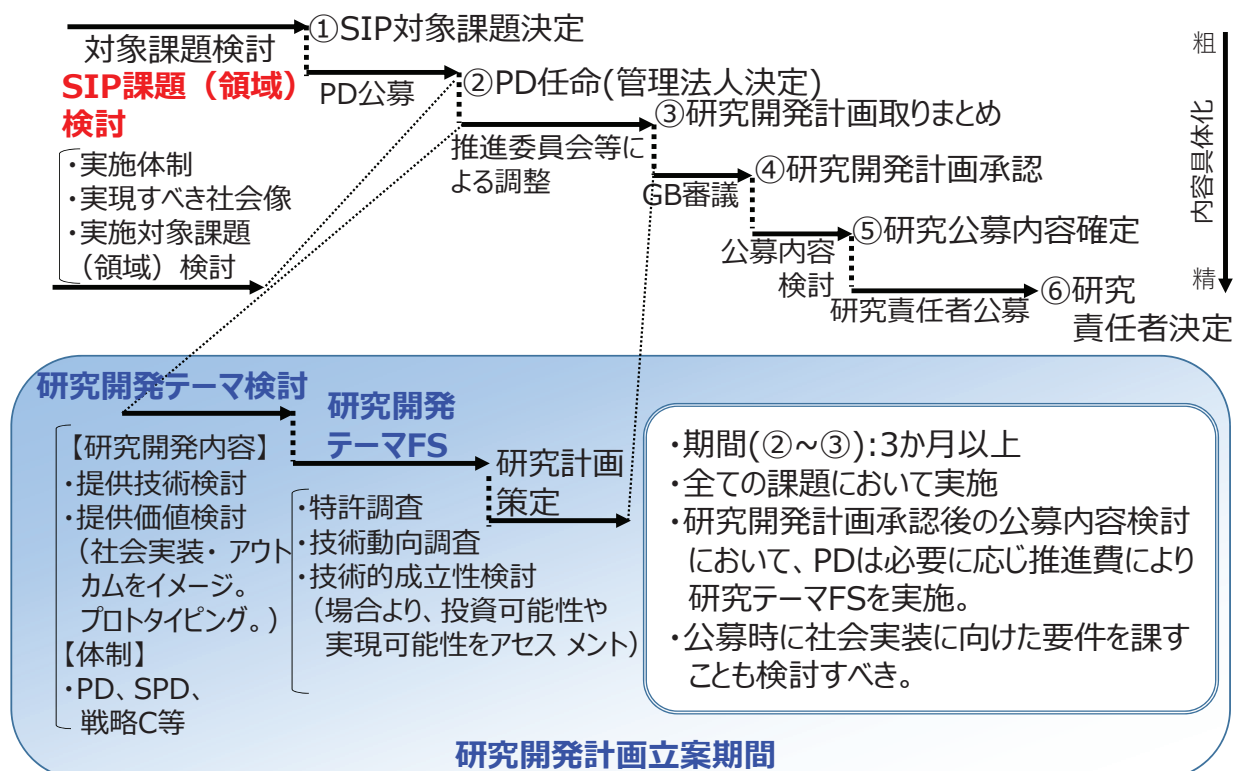 ①SIP対象課題決定
対象課題検討
SIP課題（領域）
検討
・実施体制
・実現すべき社会像
・実施対象課題
（領域）検討
PD公募
②PD任命(管理法人決定)
推進委員会等に
よる調整
③研究開発計画取りまとめ
GB審議
④研究開発計画承認
公募内容
検討
⑤研究公募内容確定
研究責任者公募
⑥研究
責任者決定
粗
内容具体化
精
研究開発テーマ検討
【研究開発内容】
・提供技術検討
・提供価値検討
（社会実装・ アウト
カムをイメージ。
プロトタイピング。）
【体制】
・PD、SPD、
戦略C等
研究開発
テーマFS
・特許調査
・技術動向調査
・技術的成立性検討
（場合より、投資可能性や
実現可能性をアセス メント）
研究計画
策定
・期間(②～③):3か月以上
・全ての課題において実施
・研究開発計画承認後の公募内容検討
において、PDは必要に応じ推進費により
研究テーマFSを実施。
・公募時に社会実装に向けた要件を課す
ことも検討すべき。
研究開発計画立案期間